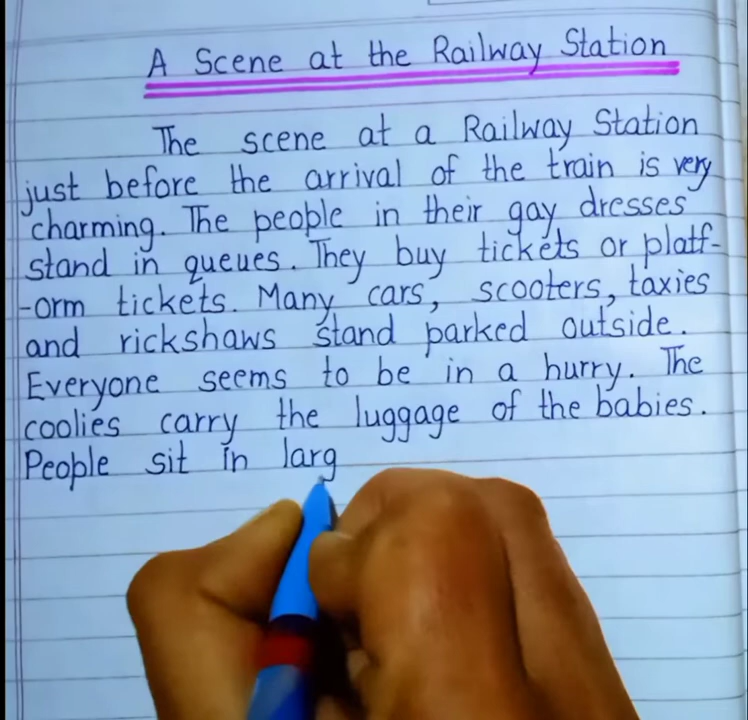 A Scene at the Railway Station
The scene at a Railway Station
just before the arrival of the train is very
charming. The people in their gay dresses
stand in queues. They buy tickets or platf-
-orm tickets. Many cars, scooters, taxies
and rickshaws stand parked outside.
Everyone seems to be in a hurry. The
coolies carry the luggage of the babies.
People sit in larg